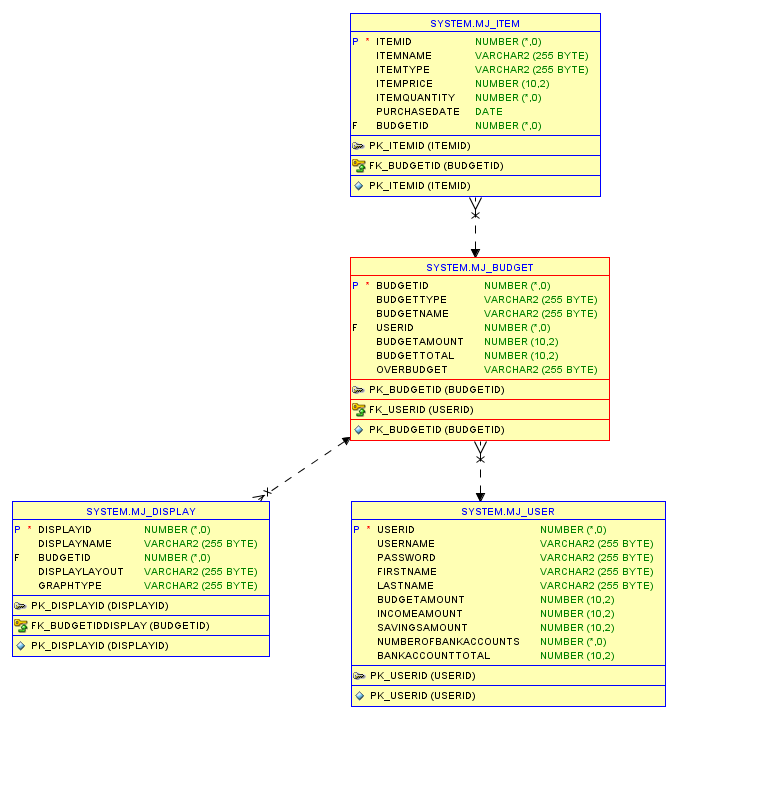 SYSTEM.MJ_ITEM
P * ITEMID NUMBER (*,0)
ITEMNAME VARCHAR2 (255 BYTE)
ITEMTYPE VARCHAR2 (255 BYTE)
ITEMPRICE NUMBER (10,2)
ITEMQUANTITY NUMBER (*,0)
PURCHASEDATE DATE
F BUDGETID NUMBER (*,0)
PK_ITEMID (ITEMID)
FK_BUDGETID (BUDGETID)
PK_ITEMID (ITEMID)
SYSTEM.MJ_BUDGET
P * BUDGETID NUMBER (*,0)
BUDGETTYPE VARCHAR2 (255 BYTE)
BUDGETNAME VARCHAR2 (255 BYTE)
F USERID NUMBER (*,0)
BUDGETAMOUNT NUMBER (10,2)
BUDGETTOTAL NUMBER (10,2)
OVERBUDGET VARCHAR2 (255 BYTE)
PK_BUDGETID (BUDGETID)
FK_USERID (USERID)
PK_BUDGETID (BUDGETID)
SYSTEM.MJ_DISPLAY
P * DISPLAYID NUMBER (*,0)
DISPLAYNAME VARCHAR2 (255 BYTE)
F BUDGETID NUMBER (*,0)
DISPLAYLAYOUT VARCHAR2 (255 BYTE)
GRAPHTYPE VARCHAR2 (255 BYTE)
PK_DISPLAYID (DISPLAYID)
FK_BUDGETIDDISPLAY (BUDGETID)
PK_DISPLAYID (DISPLAYID)
SYSTEM.MJ_USER
P * USERID NUMBER (*,0)
USERNAME VARCHAR2 (255 BYTE)
PASSWORD VARCHAR2 (255 BYTE)
FIRSTNAME VARCHAR2 (255 BYTE)
LASTNAME VARCHAR2 (255 BYTE)
BUDGETAMOUNT NUMBER (10,2)
INCOMEAMOUNT NUMBER (10,2)
SAVINGSAMOUNT NUMBER (10,2)
NUMBEROFBANKACCOUNTS NUMBER (*,0)
BANKACCOUNTTOTAL NUMBER (10,2)
PK_USERID (USERID)
PK_USERID (USERID)